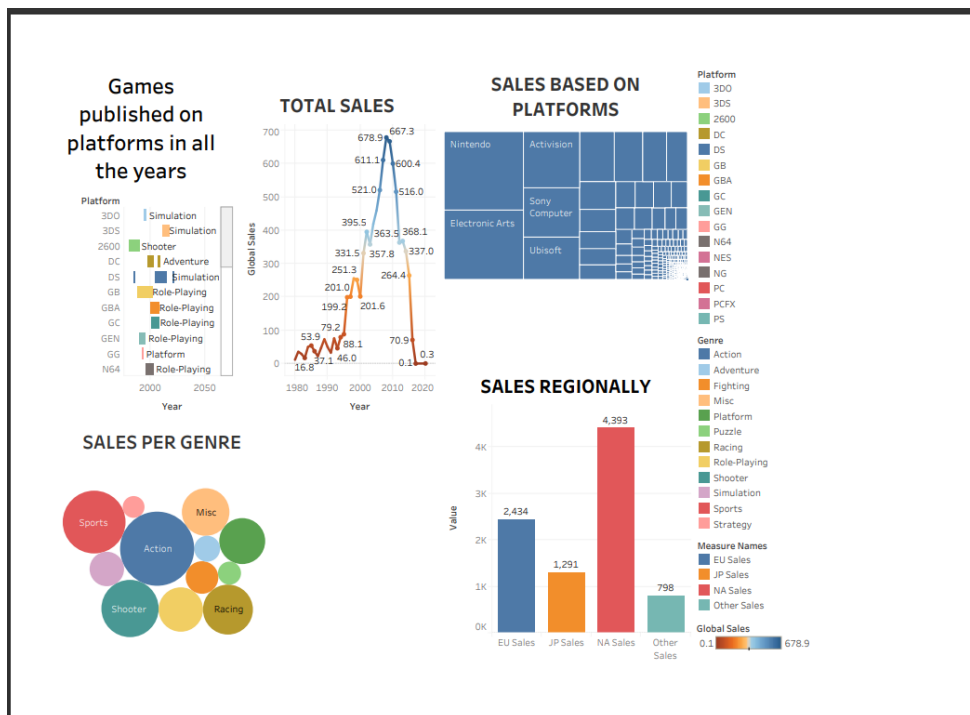 Games
published on
platforms in all
the years
Platform
3DO
Simulation
3DS
Simulation
2600
Shooter
DC
Adventure
DS
Simulation
GB
Role-Playing
GBA
Role-Playing
GC
Role-Playing
GEN
Role-Playing
GG
Platform
N64
Role-Playing
2000
2050
Year
TOTAL SALES
Global Sales
700
600
500
400
300
200
100
0
678.9
667.3
611.1
600.4
521.0
516.0
395.5
363.5
368.1
331.5
357.8
337.0
251.3
264.4
201.0
199.2
201.6
79.2
53.9
88.1
70.9
16.8
37.1
46.0
0.1
0.3
1980
1990
2000
2010
2020
Year
SALES BASED ON
PLATFORMS
Nintendo
Activision
Sony
Computer
Electronic Arts
Ubisoft
SALES PER GENRE
Sports
Misc
Action
Shooter
Racing
SALES REGIONALLY
Value
4K
3K
2K
1K
0K
2,434
1,291
4,393
798
EU Sales
JP Sales
NA Sales
Other
Sales
Platform
3DO
3DS
2600
DC
DS
GB
GBA
GC
GEN
GG
N64
NES
NG
PC
PCFX
PS
Genre
Action
Adventure
Fighting
Misc
Platform
Puzzle
Racing
Role-Playing
Shooter
Simulation
Sports
Strategy
Measure Names
EU Sales
JP Sales
NA Sales
Other Sales
Global Sales
0.1
678.9